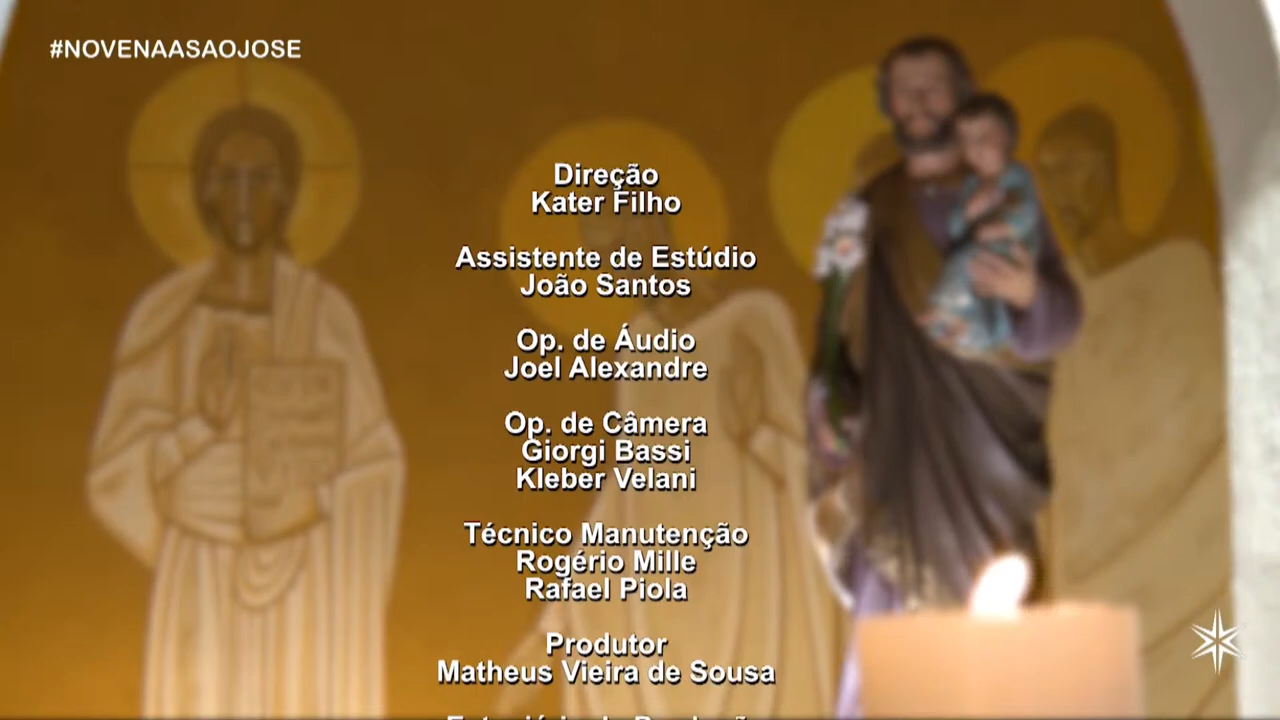 #NOVENAASAOJOSE
Direção
Kater Filho
Assistente de Estúdio
João Santos
Op. de Áudio
Joel Alexandre
Op. de Câmera
Giorgi Bassi
Kleber Velani
Técnico Manutenção
Rogério Mille
Rafael Piola
Produtor
Matheus Vieira de Sousa